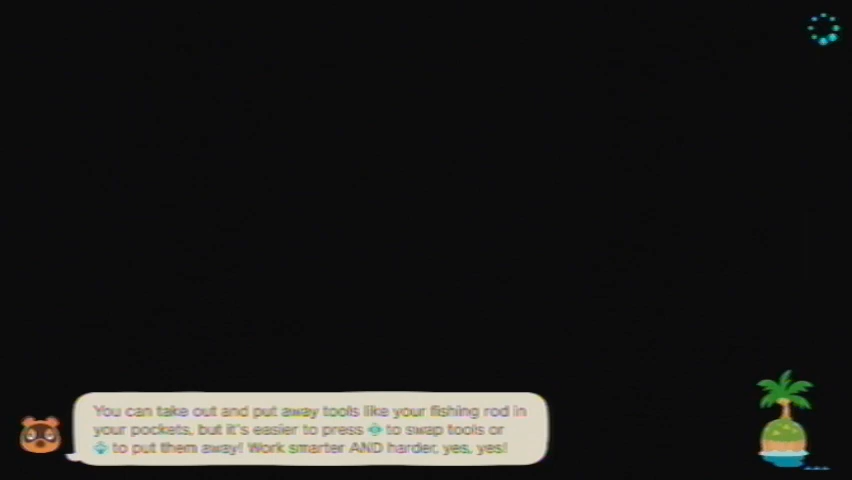 You can take out and put away tools like your fishing rod in
your pockets, but it's easier to press to swap tools or
to put them away! Work smarter AND harder, yes, yes!